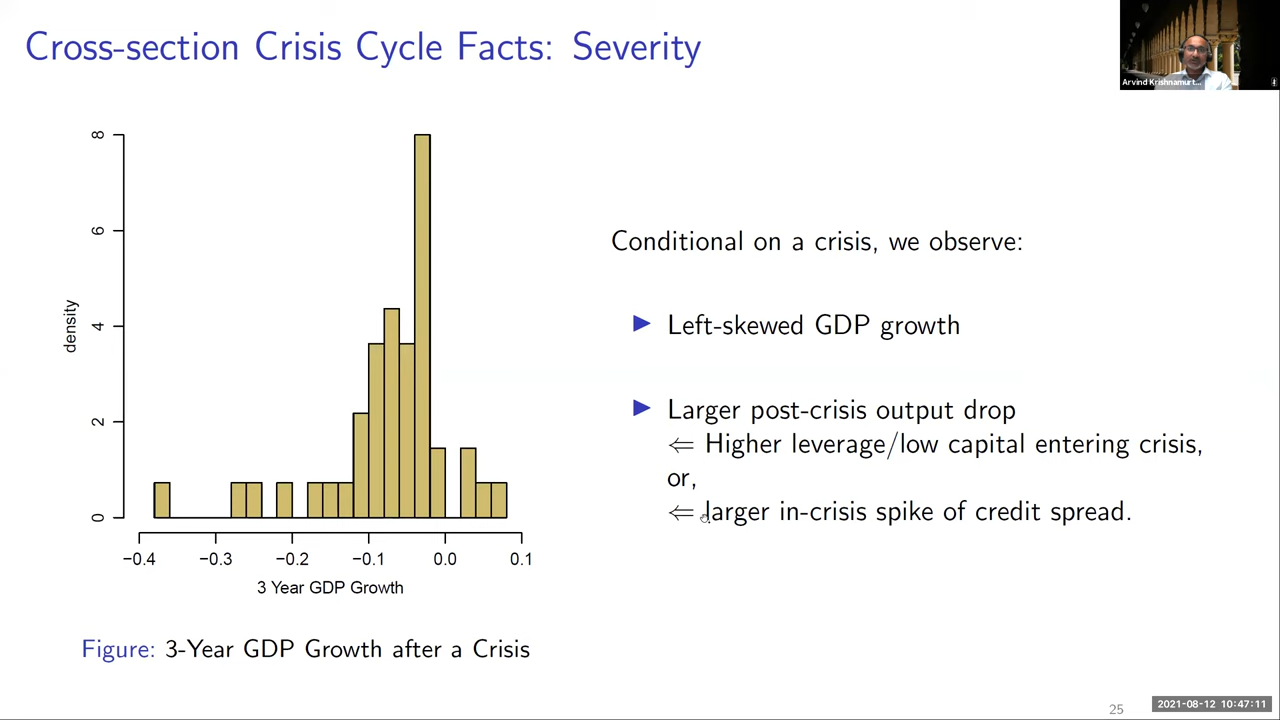 Cross-section Crisis Cycle Facts: Severity
Arvind Krishnamurt...
8
6
4
2
0
density
−0.4 −0.3 −0.2 −0.1 0.0 0.1
3 Year GDP Growth
Figure: 3-Year GDP Growth after a Crisis
Conditional on a crisis, we observe:
▶ Left-skewed GDP growth
▶ Larger post-crisis output drop
⇐ Higher leverage/low capital entering crisis,
or,
⇐ larger in-crisis spike of credit spread.
25
2021-08-12 10:47:11